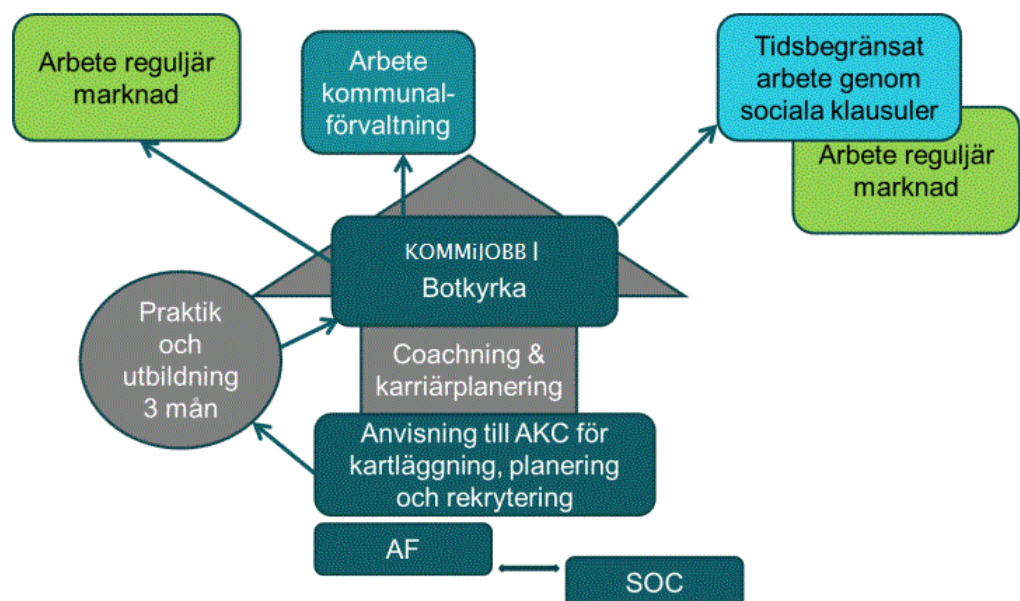 Arbete reguljär
marknad
Arbete
kommunal-
förvaltning
Tidsbegränsat
arbete genom
sociala klausuler
Arbete reguljär
marknad
KOMMiJOBB |
Botkyrka
Praktik
och
utbildning
3 mån
Coachning &
karriärplanering
Anvisning till AKC för
kartläggning, planering
och rekrytering
AF
SOC